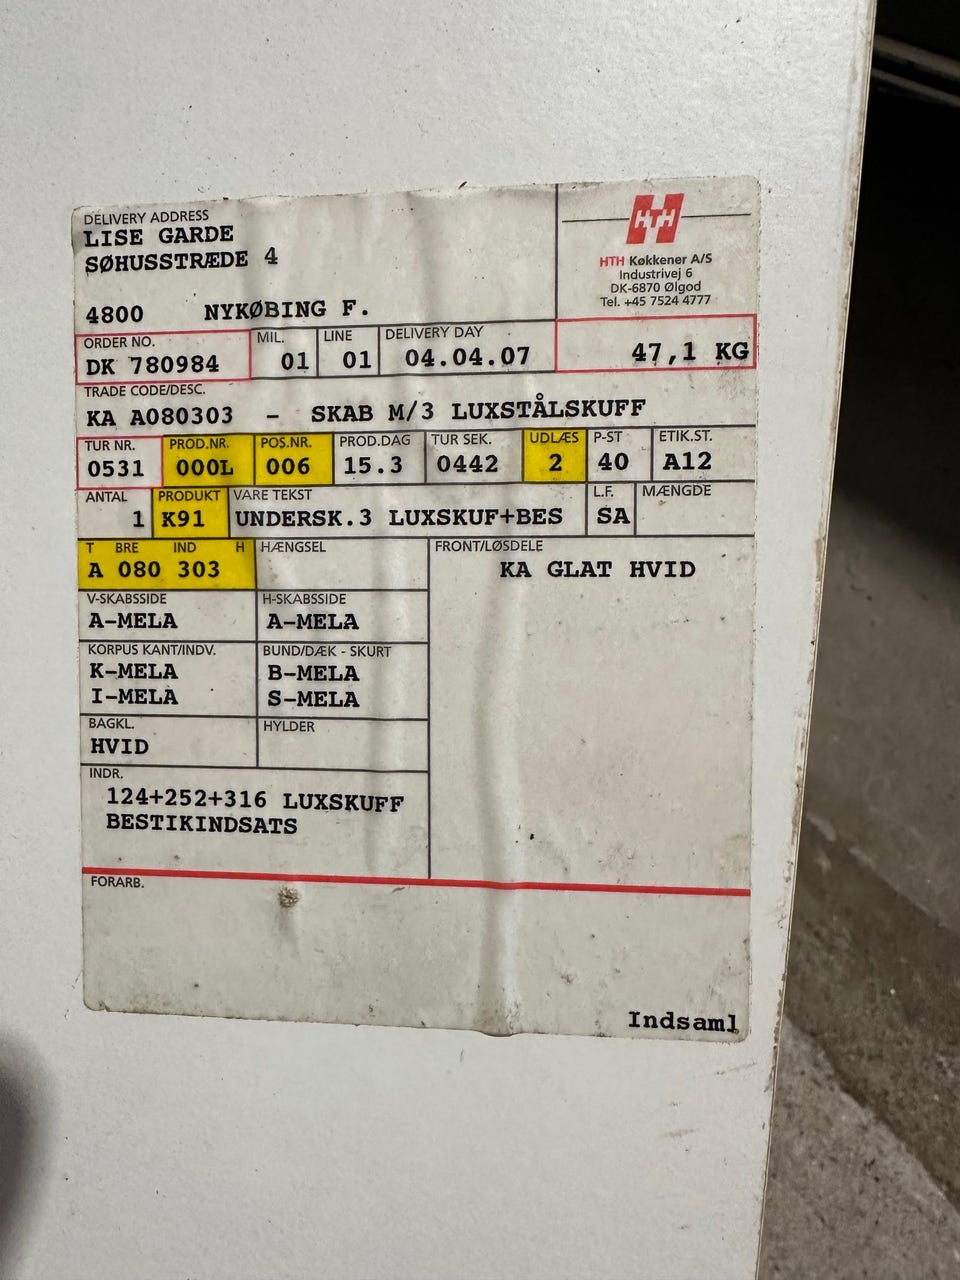 DELIVERY ADDRESS
LISE GARDE
SØHUSSTRÆDE 4
4800 NYKØBING F.
HTH
HTH Køkkener A/S
Industrivej 6
DK-6870 Ølgod
Tel. +45 7524 4777
ORDER NO. MIL. LINE DELIVERY DAY
DK 780984 01 01 04.04.07 47,1 KG
TRADE CODE/DESC.
KA A080303 - SKAB M/3 LUXSTÅLSKUFF
TUR NR. PROD.NR. POS.NR. PROD.DAG TUR SEK. UDLÆS P-ST ETIK.ST.
0531 000L 006 15.3 0442 2 40 A12
ANTAL PRODUKT VARE TEKST L.F. MÆNGDE
1 K91 UNDERSK.3 LUXSKUF+BES SA
T BRE IND H HÆNGSEL FRONT/LØSDELE
A 080 303 KA GLAT HVID
V-SKABSSIDE H-SKABSSIDE
A-MELA A-MELA
KORPUS KANT/INDV. BUND/DÆK - SKURT
K-MELA B-MELA
I-MELA S-MELA
BAGKL. HYLDER
HVID
INDR.
124+252+316 LUXSKUFF
BESTIKINDSATS
FORARB.
Indsaml